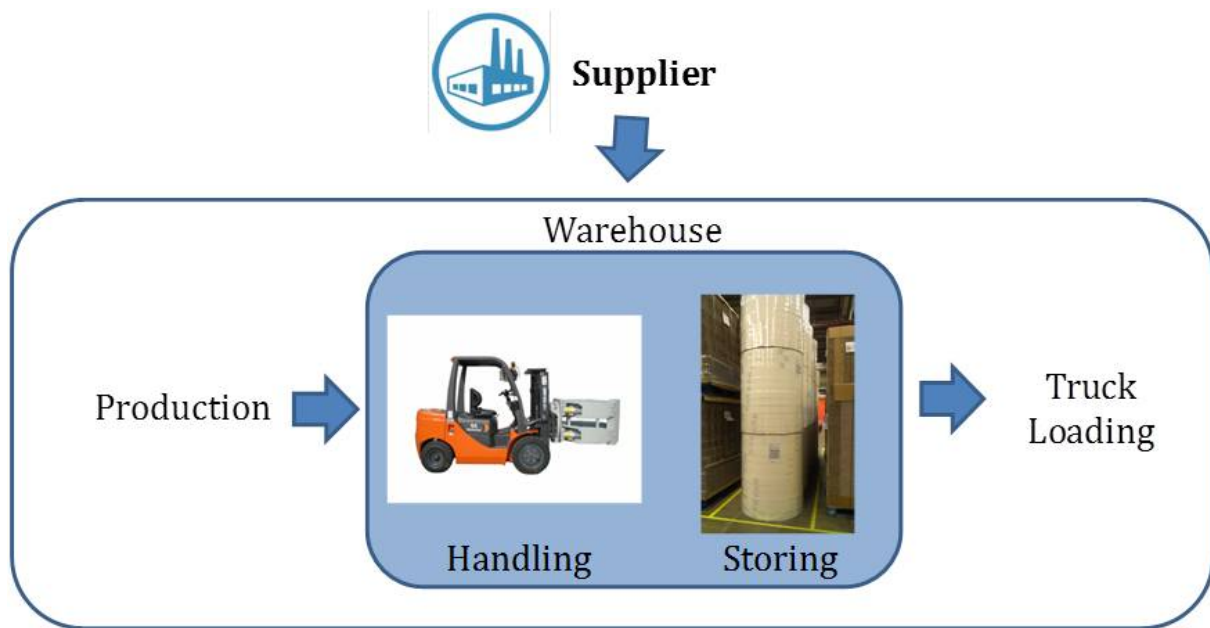 Supplier
Warehouse
Production
Truck
Loading
Handling
Storing